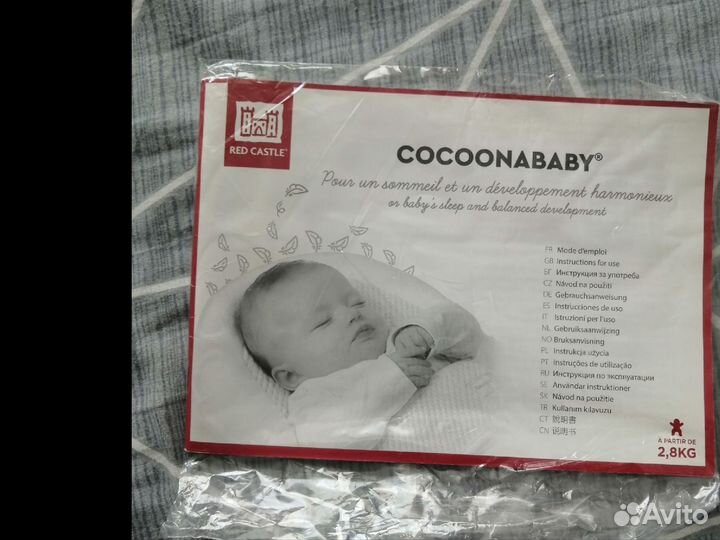 RED CASTLE®
COCOONABABY®
Pour un sommeil et un développement harmonieux
or baby's sleep and balanced development
FR Mode d'emploi
GB Instructions for use
БГ Инструкция за употреба
CZ Návod na použití
DE Gebrauchsanweisung
ES Instrucciones de uso
IT Istruzioni per l'uso
NL Gebruiksaanwijzing
NO Bruksanvisning
PL Instrukcja użycia
PT Instruções de utilização
RU Инструкция по эксплуатации
SE Användar instruktioner
SK Návod na použitie
TR Kullanım kılavuzu
CT 說明書
CN 说明书
A PARTIR DE
2,8KG
Avito